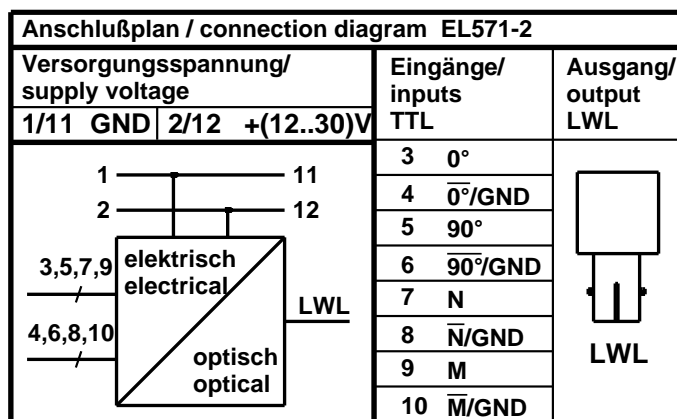 Anschlußplan / connection diagram EL571-2
Versorgungsspannung/
supply voltage
1/11 GND 2/12 +(12..30)V
Eingänge/
inputs
TTL
Ausgang/
output
LWL
1 11
2 12
3,5,7,9
4,6,8,10
elektrisch
electrical
optisch
optical
LWL
3 0°
4 0̅°̅/GND
5 90°
6 9̅0̅°̅/GND
7 N
8 N̅/GND
9 M
10 M̅/GND
LWL